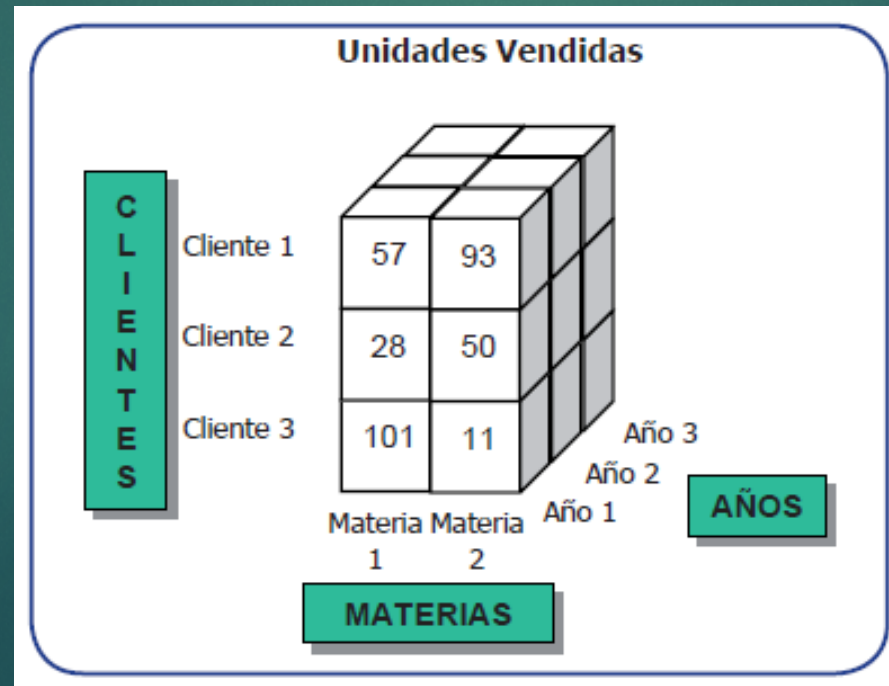 Unidades Vendidas
CLIENTES
Cliente 1
57 93
Cliente 2
28 50
Cliente 3
101 11
Año 3
Año 2
Año 1
AÑOS
Materia Materia
1 2
MATERIAS